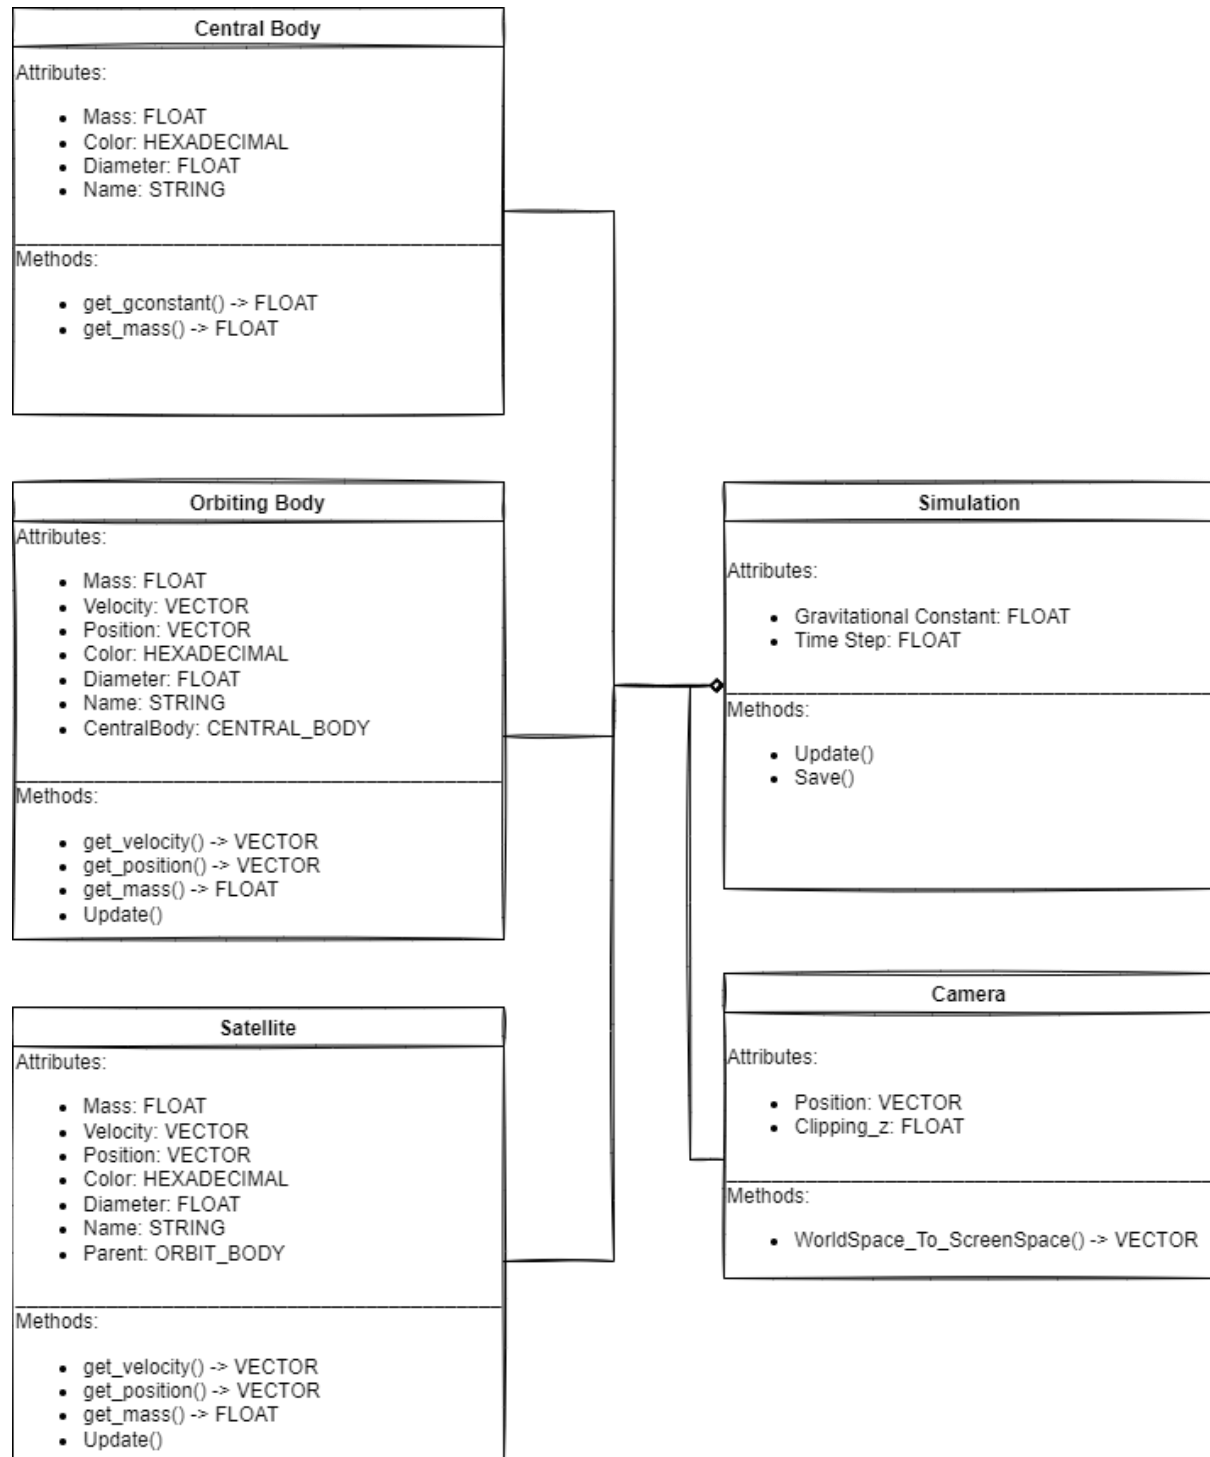 Central Body
Attributes:
Mass: FLOAT
Color: HEXADECIMAL
Diameter: FLOAT
Name: STRING
Methods:
get_gconstant() -> FLOAT
get_mass() -> FLOAT
Orbiting Body
Attributes:
Mass: FLOAT
Velocity: VECTOR
Position: VECTOR
Color: HEXADECIMAL
Diameter: FLOAT
Name: STRING
CentralBody: CENTRAL_BODY
Methods:
get_velocity() -> VECTOR
get_position() -> VECTOR
get_mass() -> FLOAT
Update()
Satellite
Attributes:
Mass: FLOAT
Velocity: VECTOR
Position: VECTOR
Color: HEXADECIMAL
Diameter: FLOAT
Name: STRING
Parent: ORBIT_BODY
Methods:
get_velocity() -> VECTOR
get_position() -> VECTOR
get_mass() -> FLOAT
Update()
Simulation
Attributes:
Gravitational Constant: FLOAT
Time Step: FLOAT
Methods:
Update()
Save()
Camera
Attributes:
Position: VECTOR
Clipping_z: FLOAT
Methods:
WorldSpace_To_ScreenSpace() -> VECTOR